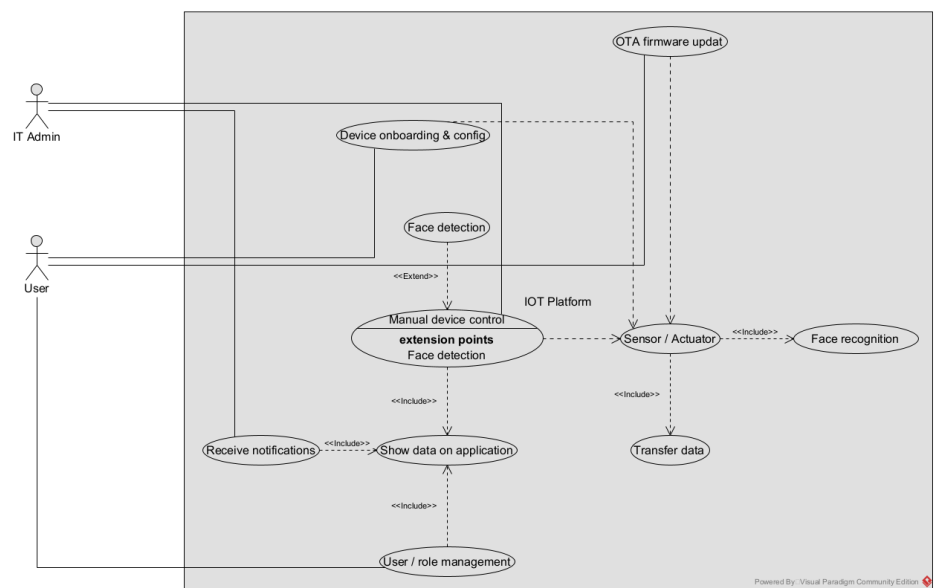 OTA firmware updat
IT Admin
Device onboarding & config
Face detection
User
<<Extend>>
IOT Platform
Manual device control
extension points
Face detection
Sensor / Actuator
<<Include>>
Face recognition
<<Include>>
<<Include>>
Receive notifications
<<Include>>
Show data on application
Transfer data
<<Include>>
User / role management
Powered By: Visual Paradigm Community Edition